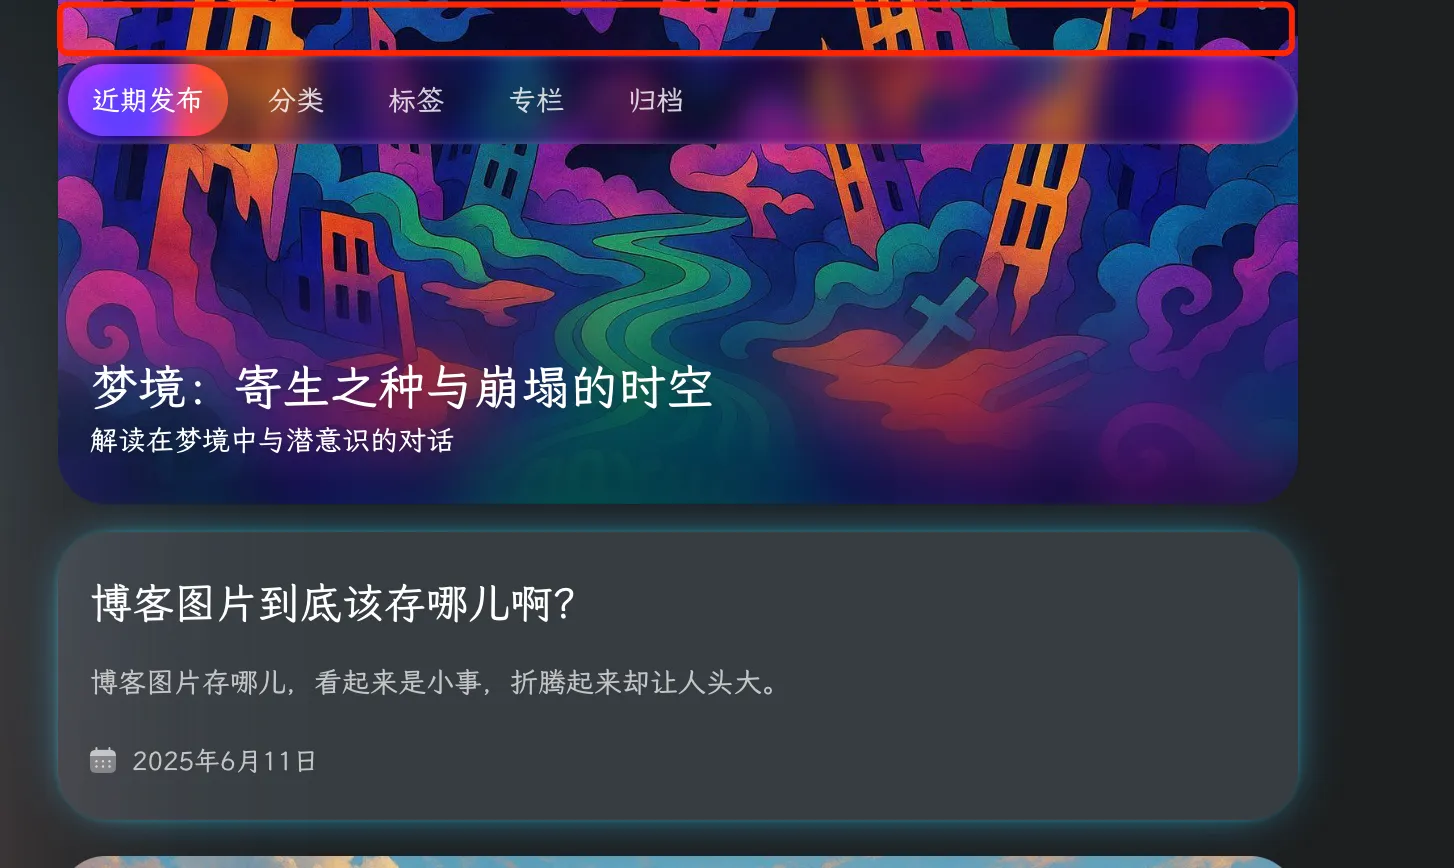 近期发布 分类 标签 专栏 归档
梦境：寄生之种与崩塌的时空
解读在梦境中与潜意识的对话
博客图片到底该存哪儿啊？
博客图片存哪儿，看起来是小事，折腾起来却让人头大。
2025年6月11日